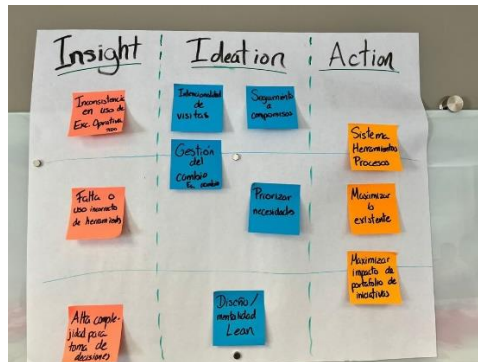 Insight
Ideation
Action
Inconsistencia
en uso de
Exc. Operativa
Intencionalidad
de
visitas
Seguimiento
a
compromisos
Gestión
del
cambio
Sistema
Herramientas
Procesos
Falta o
uso incorrecto
de herramientas
Priorizar
necesidades
Maximizar
lo
existente
Maximizar
impacto de
portafolio de
iniciativas
Alta comple-
jidad para
toma de
decisiones
Diseño/
mentalidad
Lean